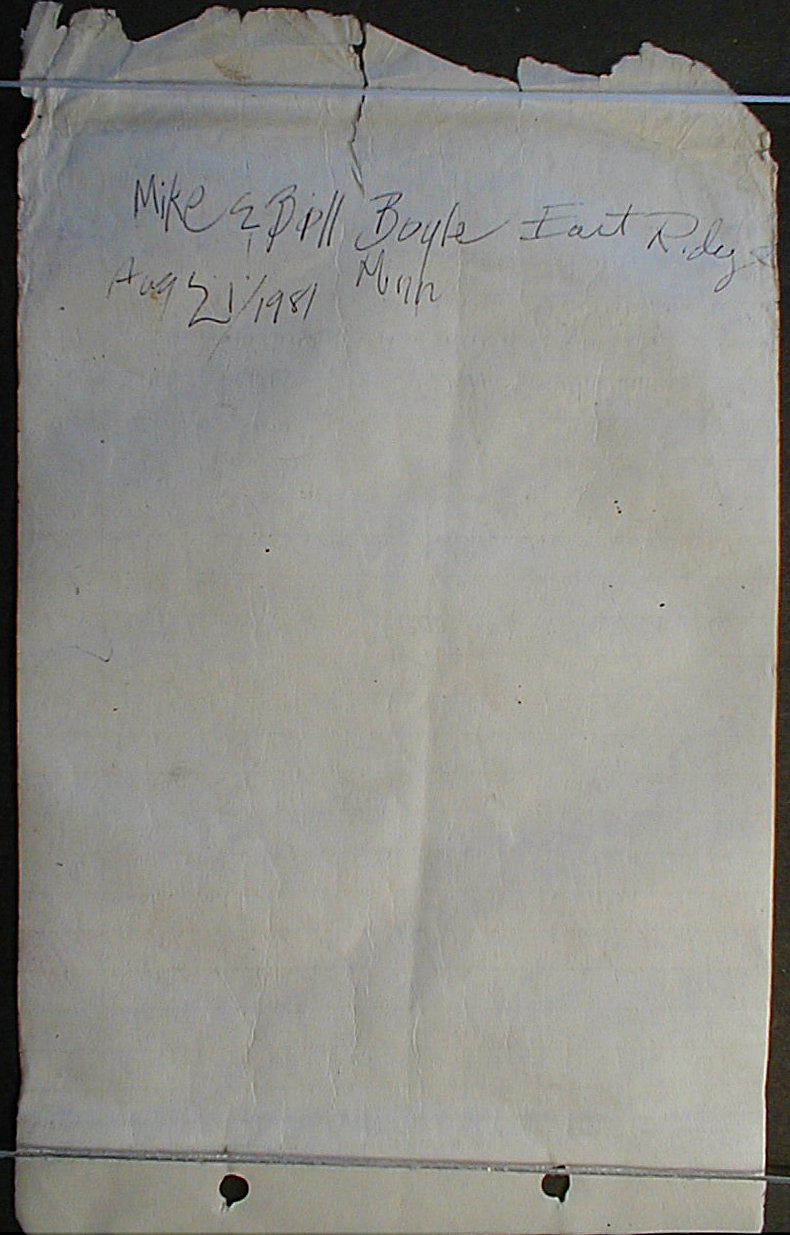 Mike & Bill Boyle East Ridge
Aug 21/1981 Minn